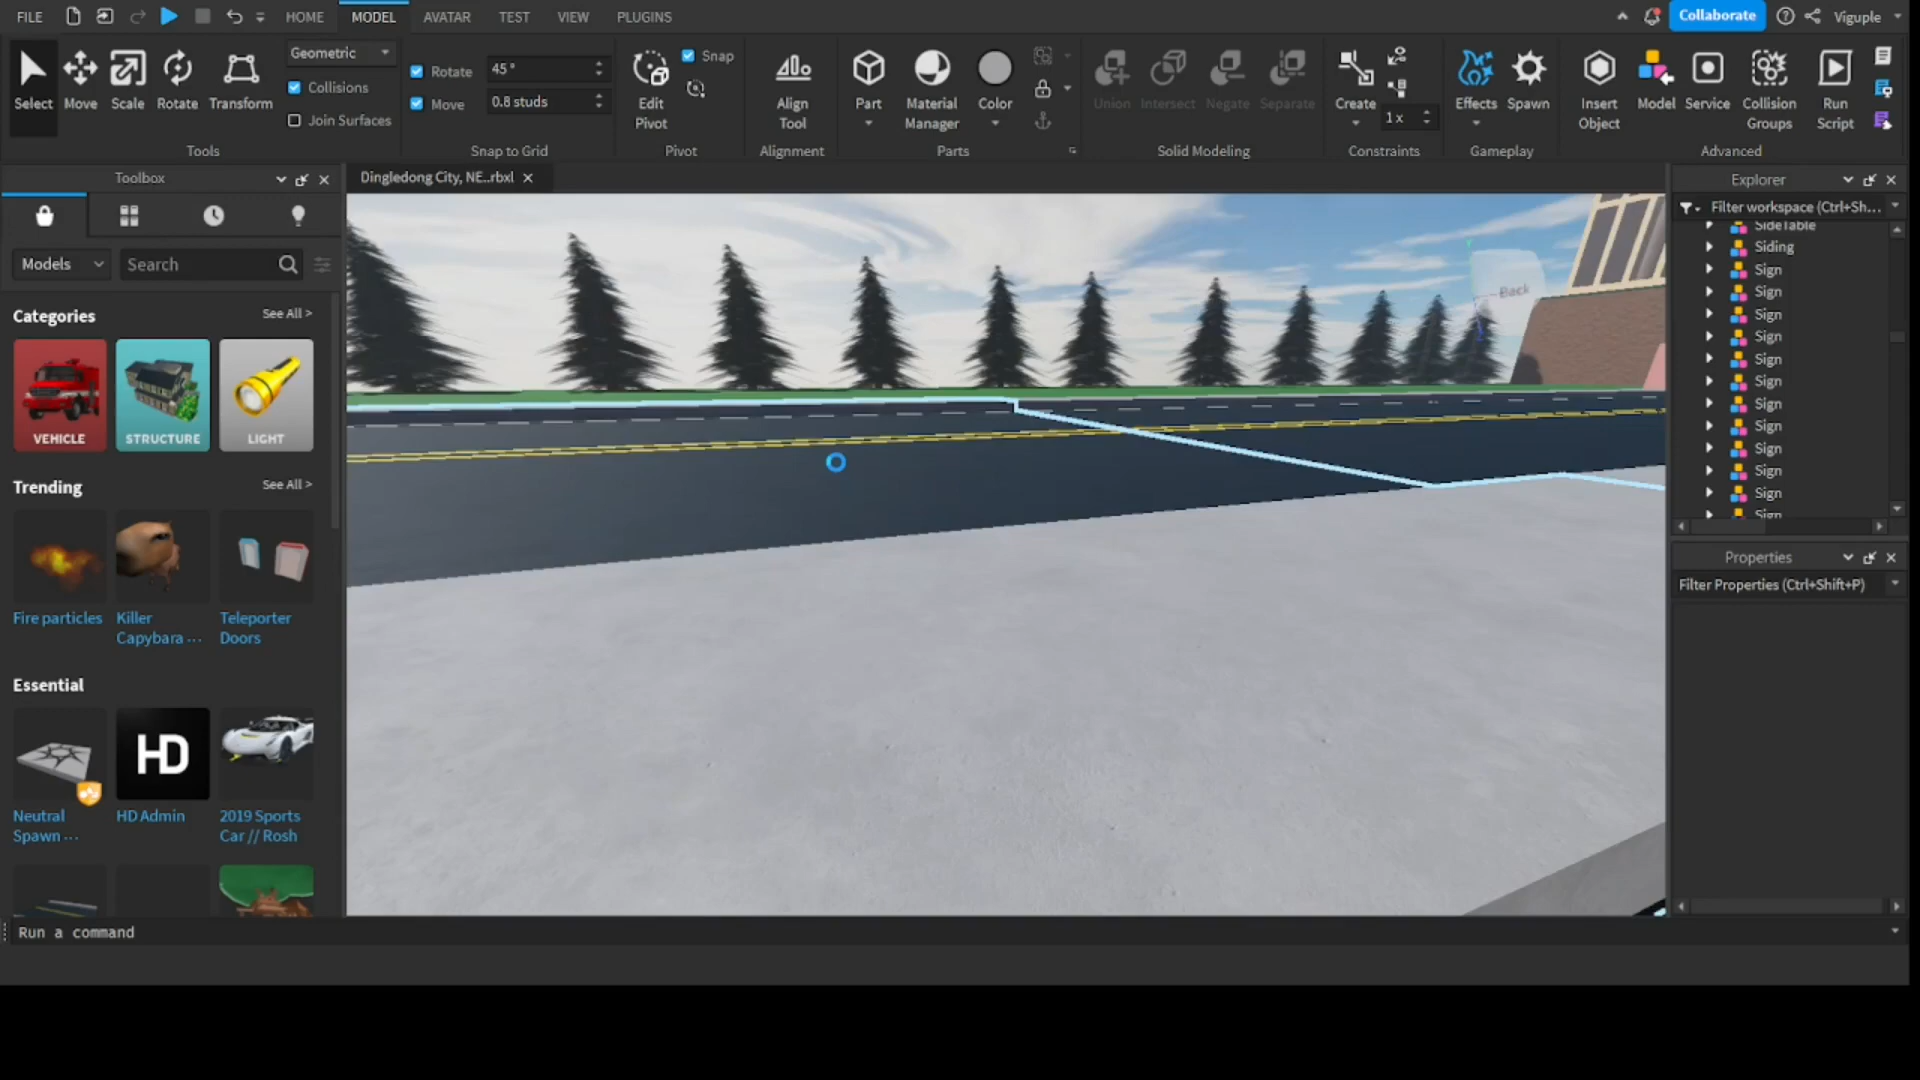 FILE HOME MODEL AVATAR TEST VIEW PLUGINS Collaborate Viguple
Select Move Scale Rotate Transform
Geometric
Collisions
Join Surfaces
Tools
Rotate 45 °
Move 0.8 studs
Snap to Grid
Edit
Pivot
Snap
Pivot
Align
Tool
Alignment
Part
Material
Manager
Color
Parts
Union Intersect Negate Separate
Solid Modeling
Create
1 x
Constraints
Effects Spawn
Gameplay
Insert
Object
Model Service
Collision
Groups
Run
Script
Advanced
Toolbox
Models Search
Categories See All >
VEHICLE STRUCTURE LIGHT
Trending See All >
Fire particles
Killer
Capybara ...
Teleporter
Doors
Essential
HD
Neutral
Spawn ...
HD Admin
2019 Sports
Car // Rosh
Dingledong City, NE...rbxl
Back
Explorer
Filter workspace (Ctrl+Sh...
SideTable
Siding
Sign
Sign
Sign
Sign
Sign
Sign
Sign
Sign
Sign
Sign
Sign
Sign
Properties
Filter Properties (Ctrl+Shift+P)
Run a command